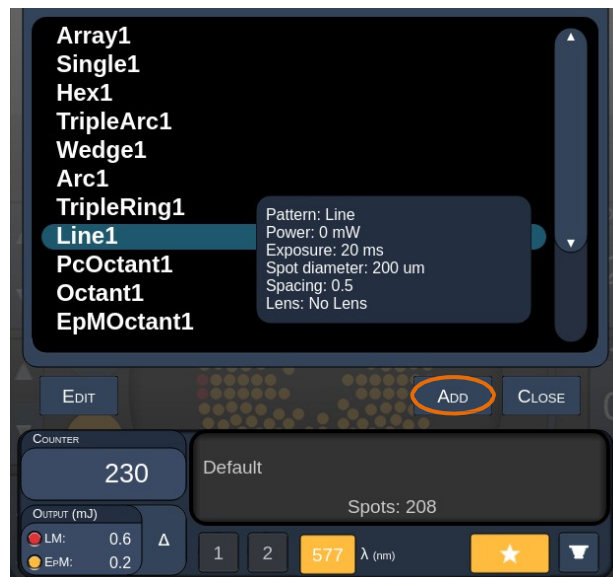 Array1
Single1
Hex1
TripleArc1
Wedge1
Arc1
TripleRing1
Line1
PcOctant1
Octant1
EpMOctant1
Pattern: Line
Power: 0 mW
Exposure: 20 ms
Spot diameter: 200 um
Spacing: 0.5
Lens: No Lens
EDIT
ADD
CLOSE
COUNTER
230
Default
Spots: 208
OUTPUT (mJ)
LM: 0.6
EPM: 0.2
Δ
1 2 577 λ (nm)